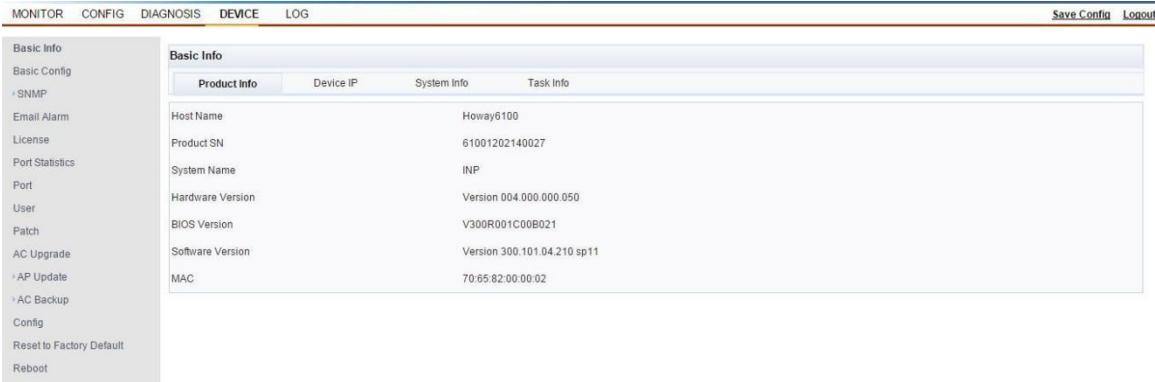 MONITOR CONFIG DIAGNOSIS DEVICE LOG Save Config Logout
Basic Info
Basic Config
SNMP
Email Alarm
License
Port Statistics
Port
User
Patch
AC Upgrade
AP Update
AC Backup
Config
Reset to Factory Default
Reboot
Basic Info
Product Info Device IP System Info Task Info
Host Name Howay6100
Product SN 61001202140027
System Name INP
Hardware Version Version 004.000.000.050
BIOS Version V300R001C00B021
Software Version Version 300.101.04.210 sp11
MAC 70:65:82:00:00:02